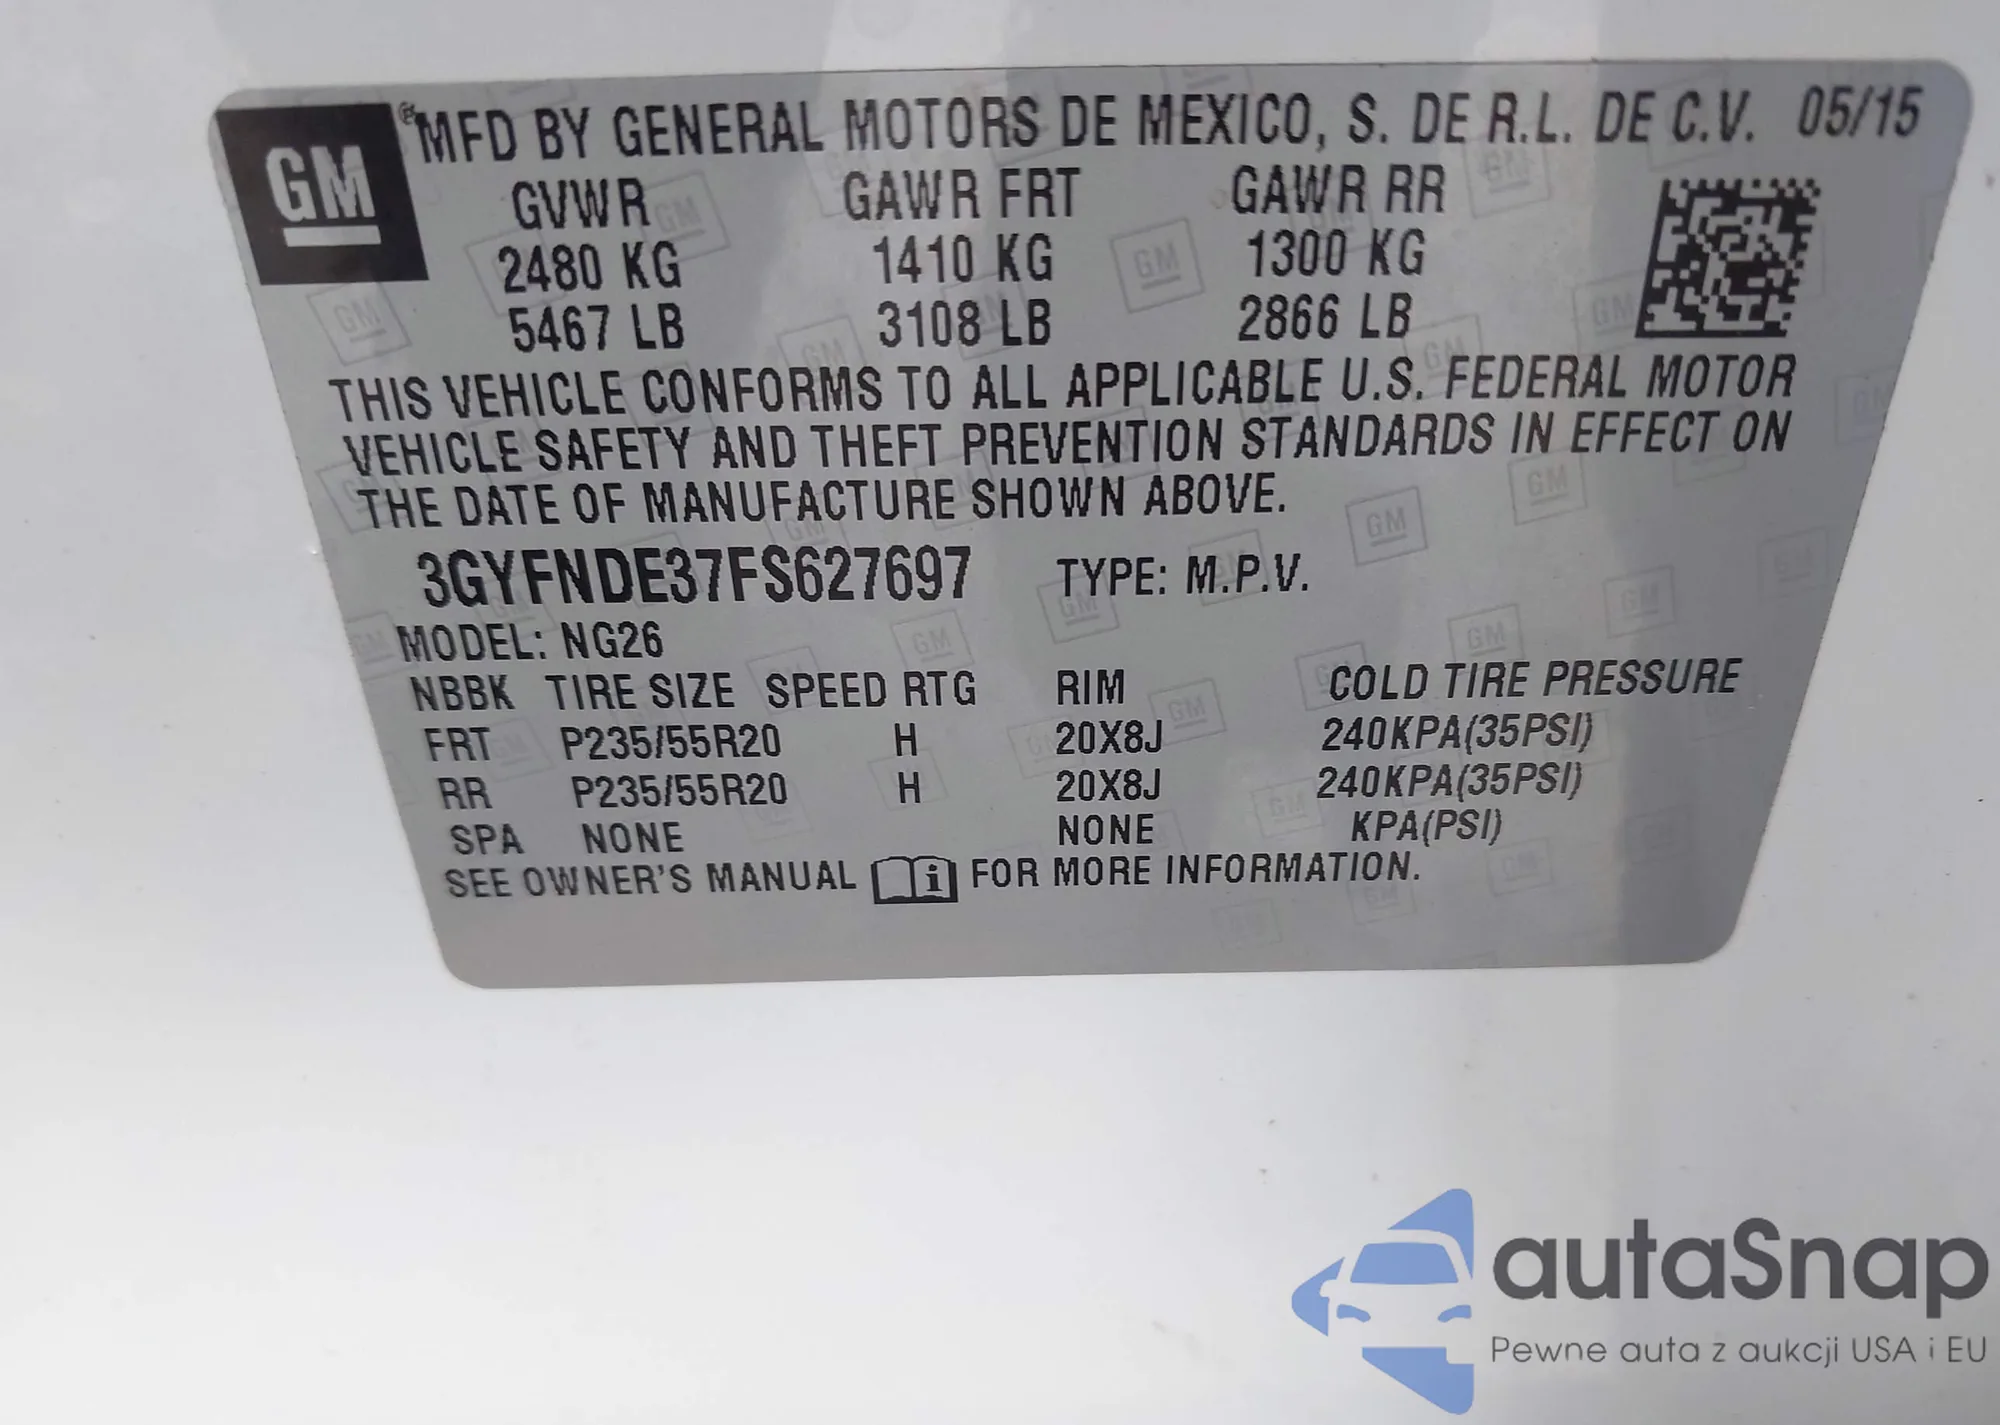 GM
® MFD BY GENERAL MOTORS DE MEXICO, S. DE R.L. DE C.V. 05/15
GVWR GAWR FRT GAWR RR
2480 KG 1410 KG 1300 KG
5467 LB 3108 LB 2866 LB
THIS VEHICLE CONFORMS TO ALL APPLICABLE U.S. FEDERAL MOTOR
VEHICLE SAFETY AND THEFT PREVENTION STANDARDS IN EFFECT ON
THE DATE OF MANUFACTURE SHOWN ABOVE.
3GYFNDE37FS627697 TYPE: M.P.V.
MODEL: NG26
NBBK TIRE SIZE SPEED RTG RIM COLD TIRE PRESSURE
FRT P235/55R20 H 20X8J 240KPA(35PSI)
RR P235/55R20 H 20X8J 240KPA(35PSI)
SPA NONE NONE KPA(PSI)
SEE OWNER'S MANUAL i FOR MORE INFORMATION.
autaSnap
Pewne auta z aukcji USA i EU